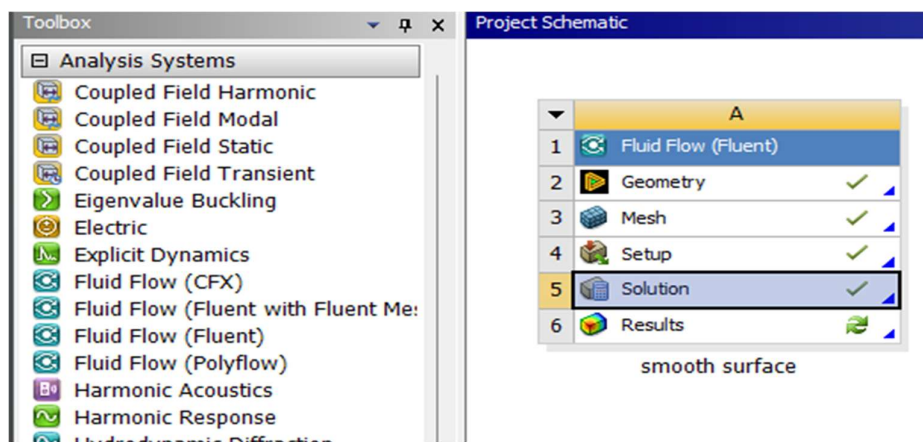 Toolbox
Analysis Systems
Coupled Field Harmonic
Coupled Field Modal
Coupled Field Static
Coupled Field Transient
Eigenvalue Buckling
Electric
Explicit Dynamics
Fluid Flow (CFX)
Fluid Flow (Fluent with Fluent Me
Fluid Flow (Fluent)
Fluid Flow (Polyflow)
Harmonic Acoustics
Harmonic Response
Hydrodynamic Diffraction
Project Schematic
A
1 Fluid Flow (Fluent)
2 Geometry
3 Mesh
4 Setup
5 Solution
6 Results
smooth surface